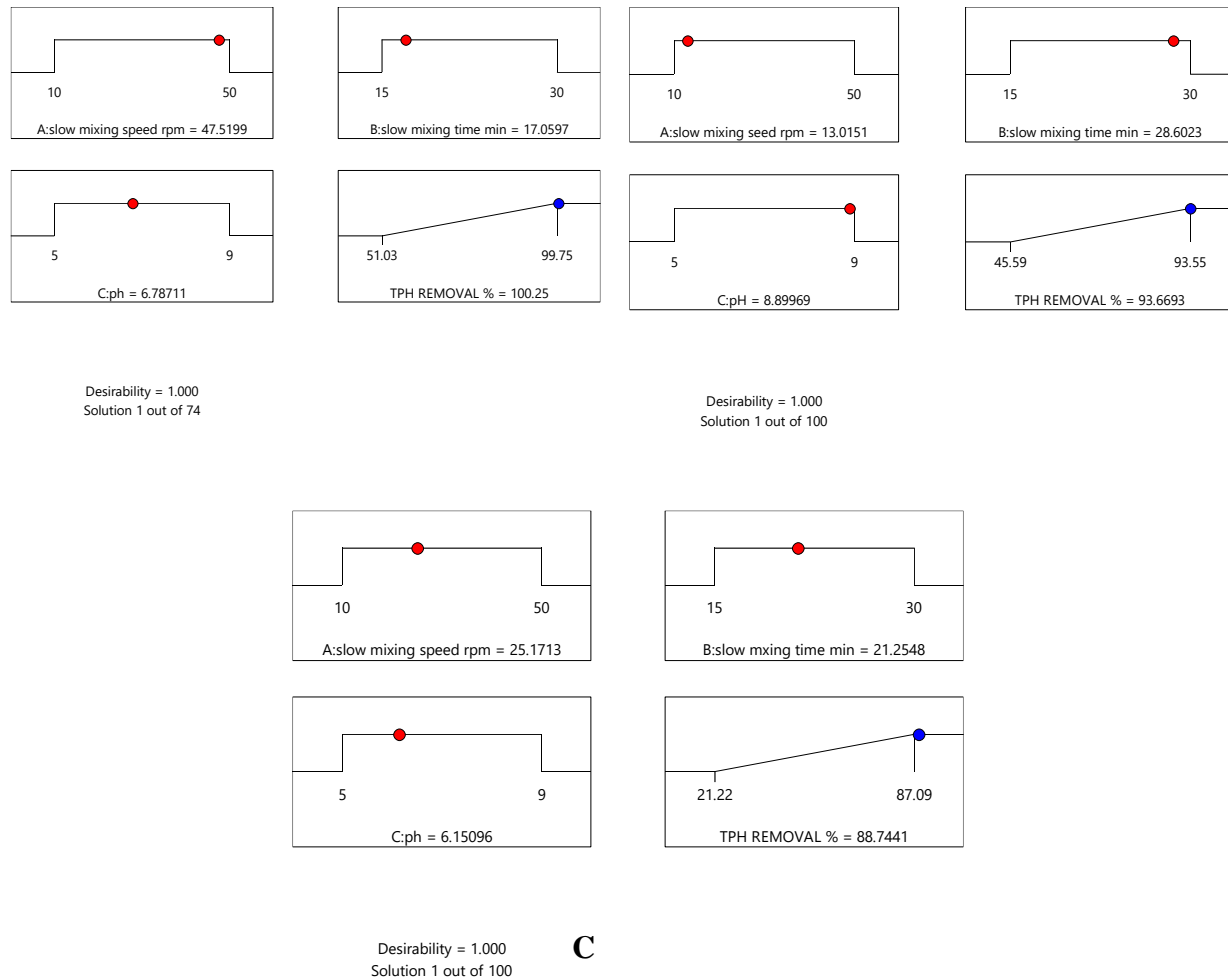 10 50
A:slow mixing speed rpm = 47.5199
15 30
B:slow mixing time min = 17.0597
5 9
C:ph = 6.78711
51.03 99.75
TPH REMOVAL % = 100.25
Desirability = 1.000
Solution 1 out of 74
10 50
A:slow mixing seed rpm = 13.0151
15 30
B:slow mixing time min = 28.6023
5 9
C:pH = 8.89969
45.59 93.55
TPH REMOVAL % = 93.6693
Desirability = 1.000
Solution 1 out of 100
10 50
A:slow mixing speed rpm = 25.1713
15 30
B:slow mxing time min = 21.2548
5 9
C:ph = 6.15096
21.22 87.09
TPH REMOVAL % = 88.7441
Desirability = 1.000
Solution 1 out of 100
C